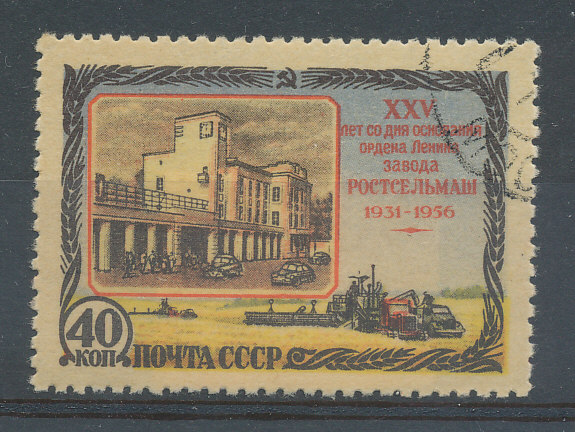 XXV
лет со дня основания
ордена Ленина
завода
РОСТСЕЛЬМАШ
1931-1956
40
КОП
ПОЧТА СССР